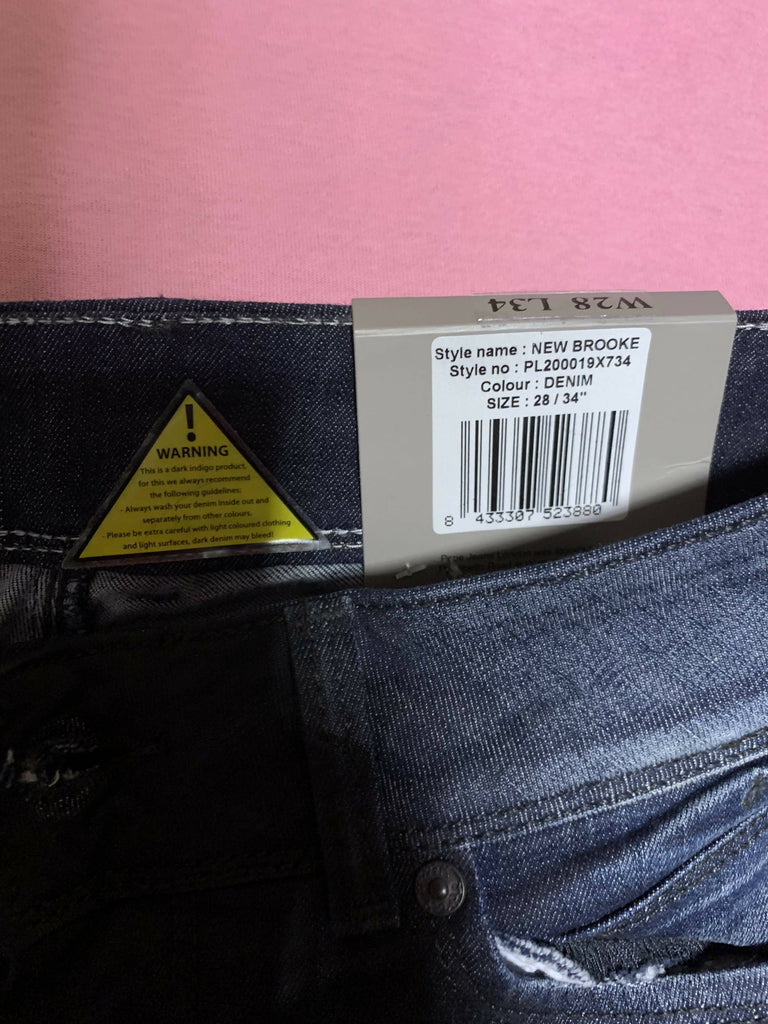 W28 L34
Style name : NEW BROOKE
Style no : PL200019X734
Colour : DENIM
SIZE : 28 / 34"
8 433307 523880
!
WARNING
This is a dark indigo product,
for this we always recommend
the following guidelines:
- Always wash your denim inside out and
separately from other colours.
- Please be extra careful with light coloured clothing
and light surfaces, dark denim may bleed!
Jeans London was